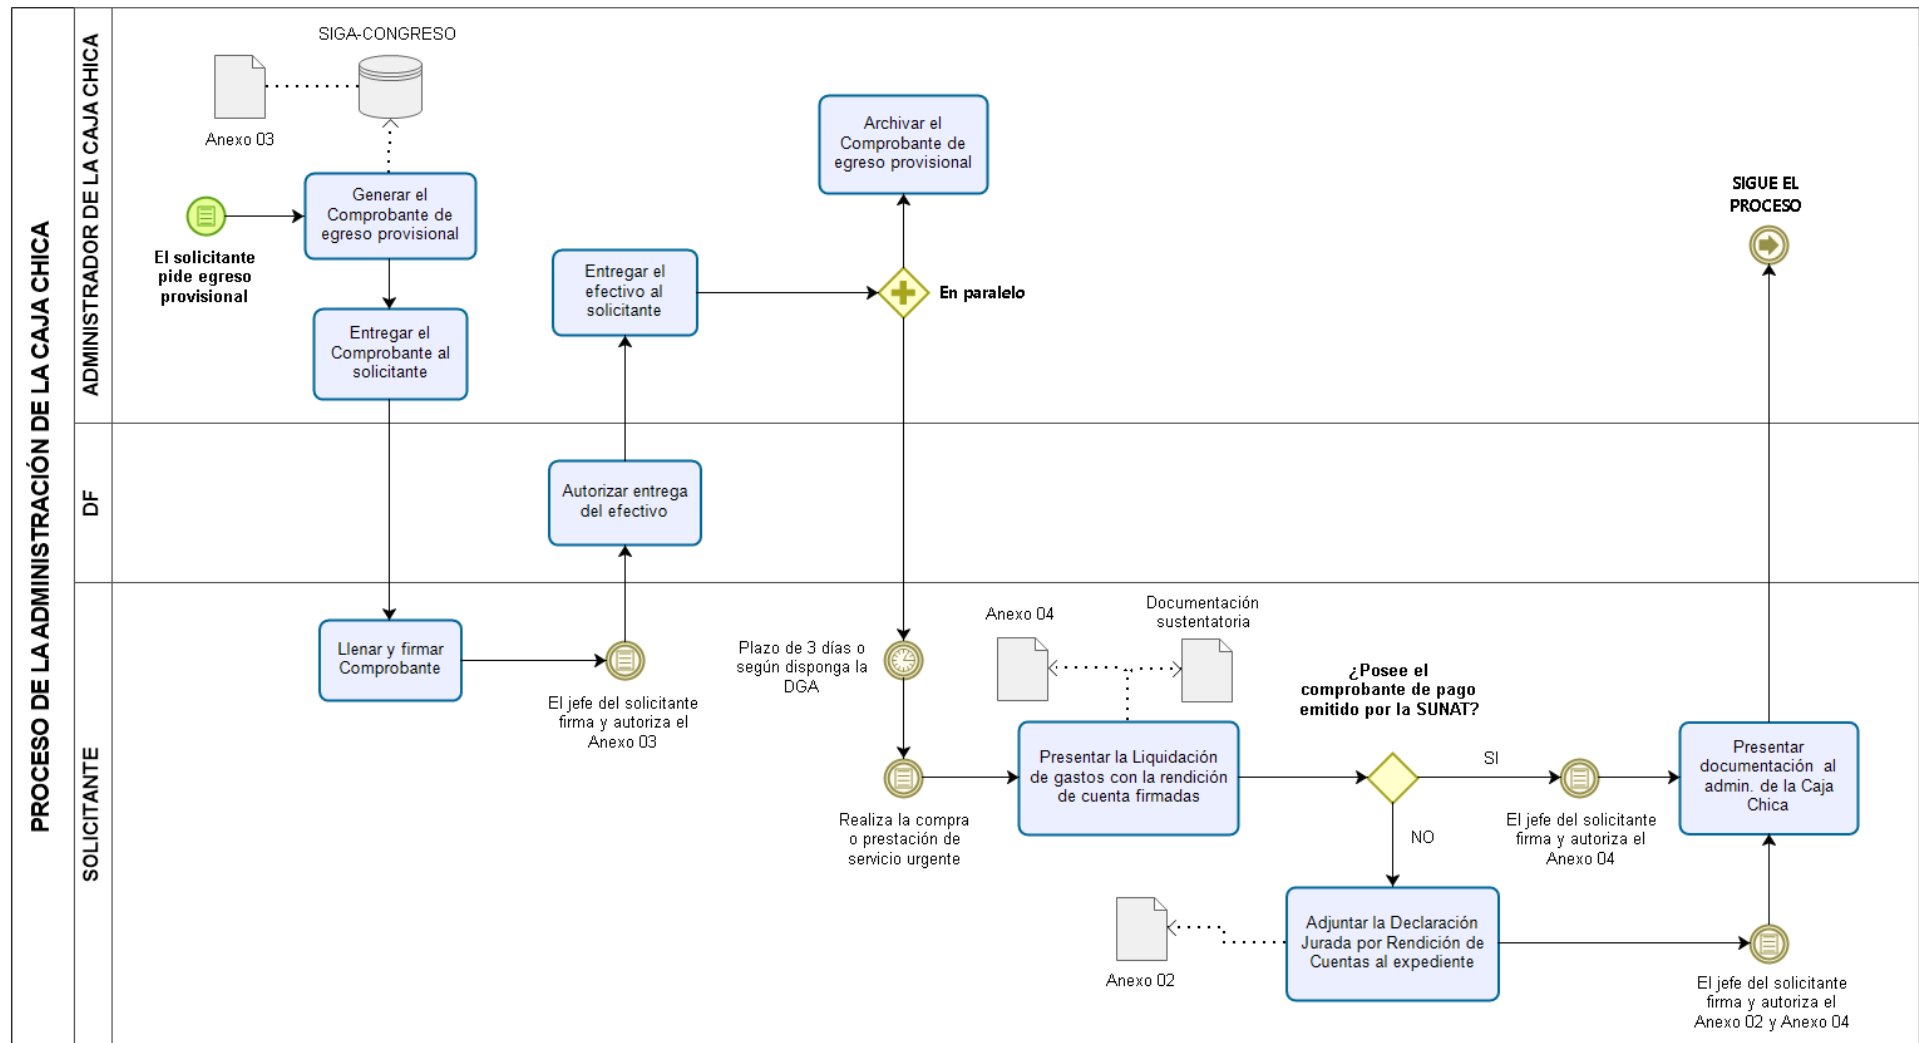 PROCESO DE LA ADMINISTRACIÓN DE LA CAJA CHICA
ADMINISTRADOR DE LA CAJA CHICA
SIGA-CONGRESO
Anexo 03
El solicitante
pide egreso
provisional
Generar el
Comprobante de
egreso provisional
Entregar el
Comprobante al
solicitante
Entregar el
efectivo al
solicitante
Archivar el
Comprobante de
egreso provisional
En paralelo
SIGUE EL
PROCESO
DF
Autorizar entrega
del efectivo
SOLICITANTE
Llenar y firmar
Comprobante
El jefe del solicitante
firma y autoriza el
Anexo 03
Plazo de 3 días o
según disponga la
DGA
Realiza la compra
o prestación de
servicio urgente
Anexo 04
Documentación
sustentatoria
Presentar la Liquidación
de gastos con la rendición
de cuenta firmadas
¿Posee el
comprobante de pago
emitido por la SUNAT?
SI
NO
El jefe del solicitante
firma y autoriza el
Anexo 04
Presentar
documentación al
admin. de la Caja
Chica
Anexo 02
Adjuntar la Declaración
Jurada por Rendición de
Cuentas al expediente
El jefe del solicitante
firma y autoriza el
Anexo 02 y Anexo 04